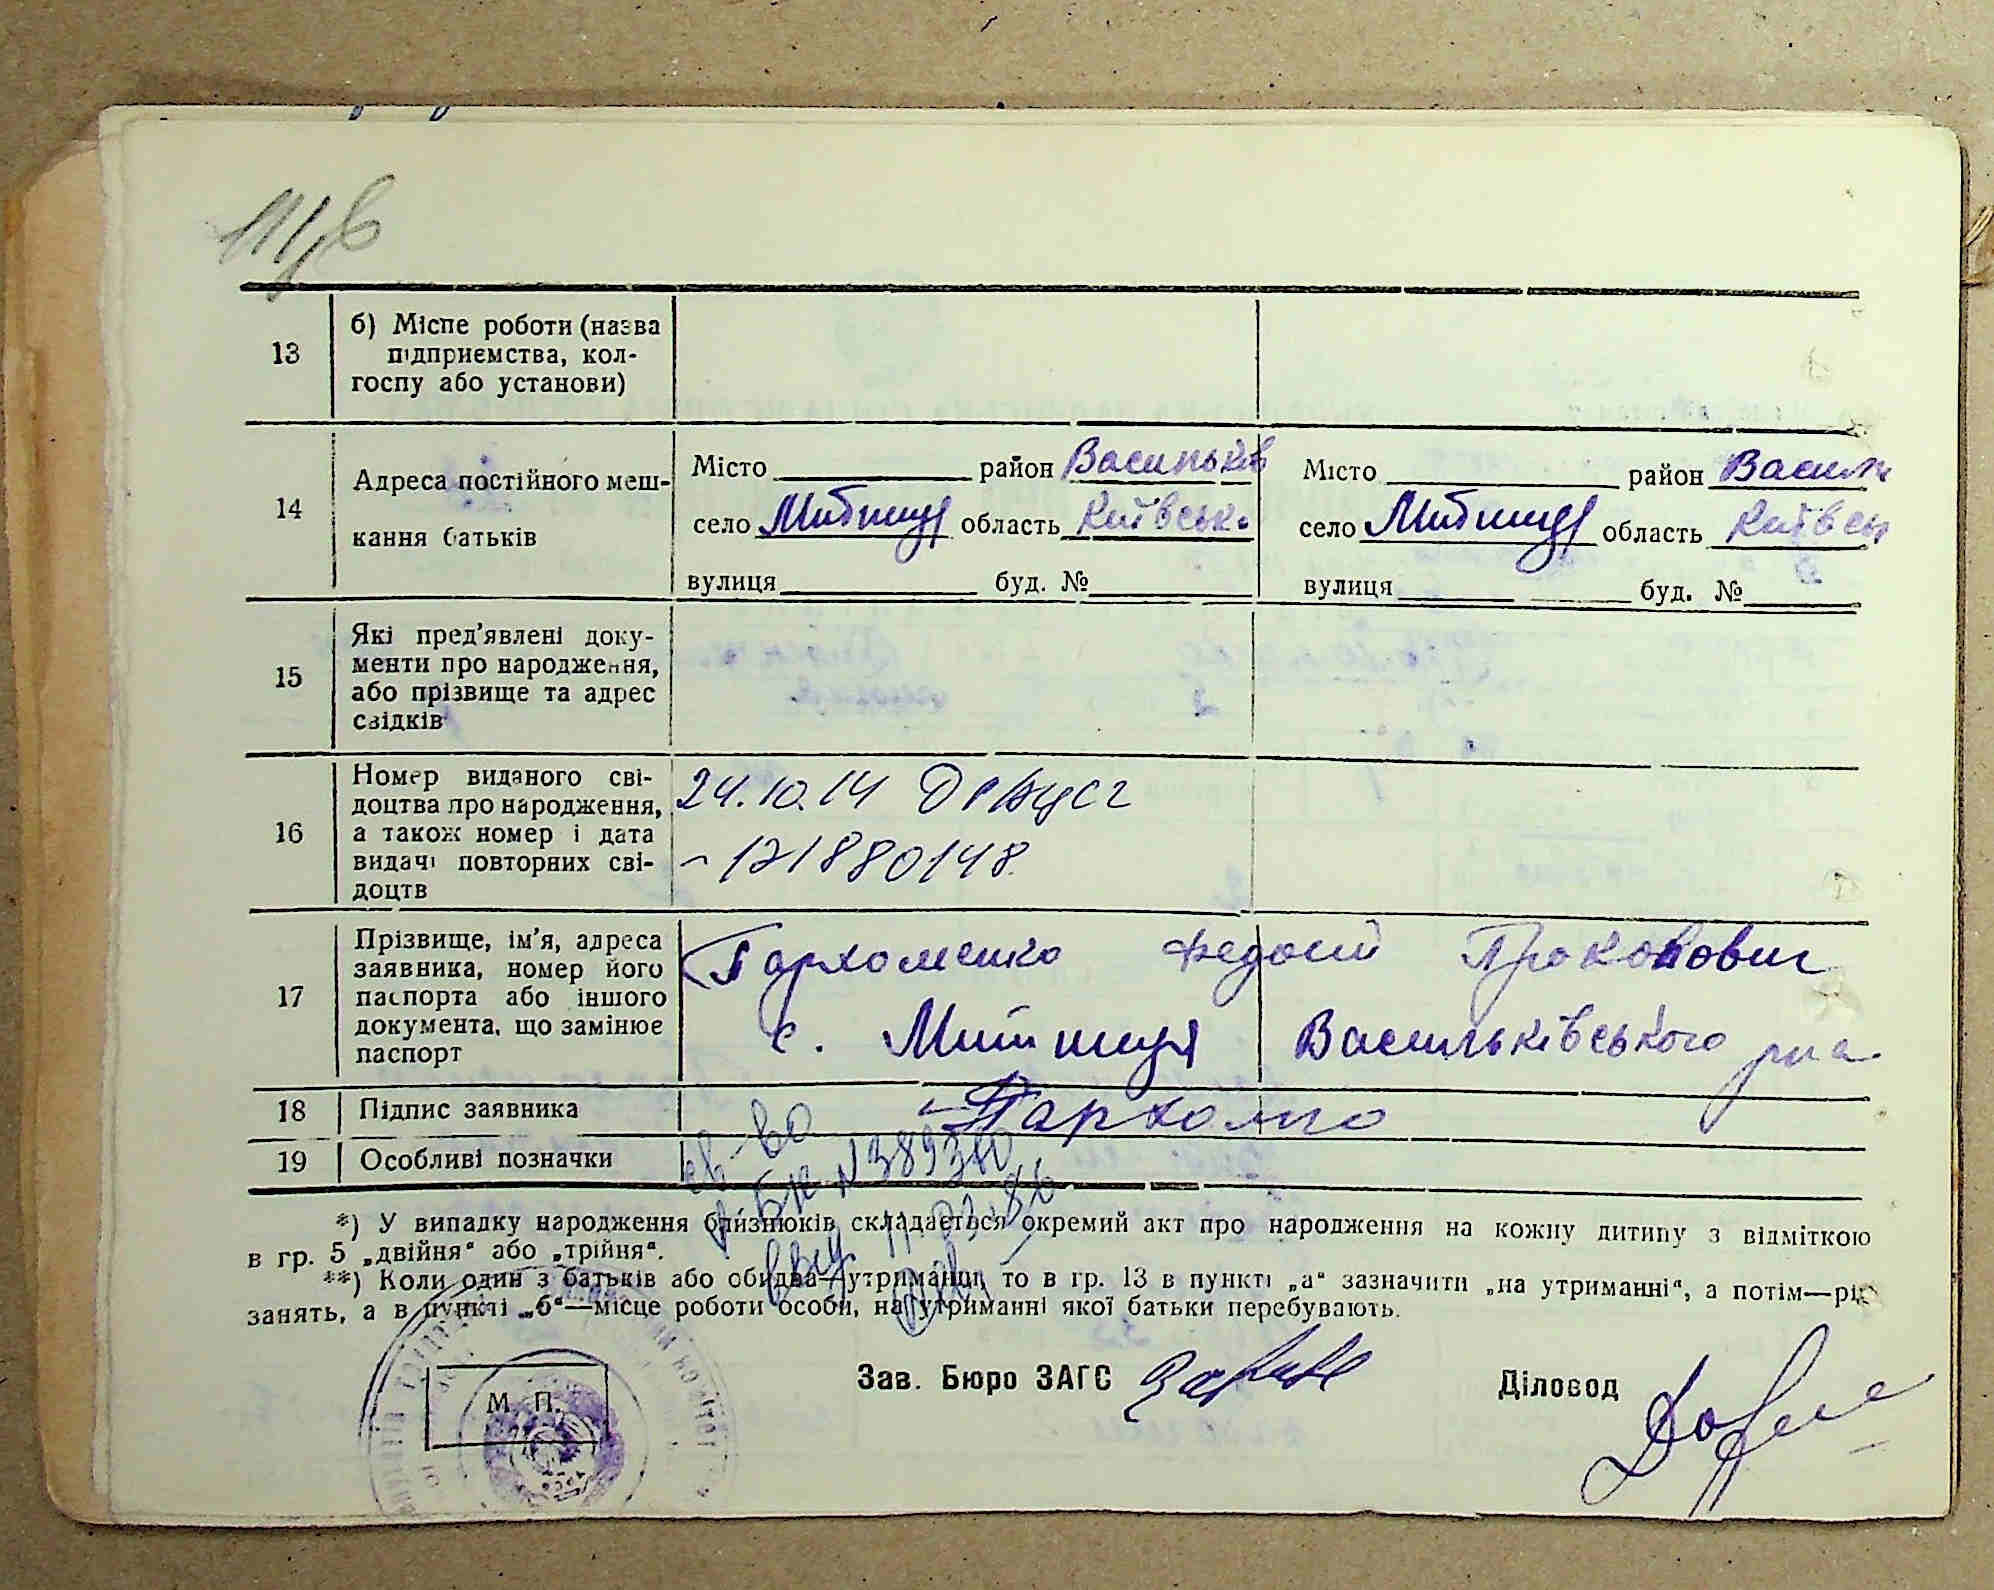 13 б) Місце роботи (назва
підприємства, кол-
госпу або установи)
14 Адреса постійного меш-
кання батьків
Місто район Васильків
село Митниця область Київськ.
вулиця буд. №
Місто район Василь
село Митниця область Київсь
вулиця буд. №
15 Які пред'явлені доку-
менти про народження,
або прізвище та адрес
свідків
16 Номер виданого сві-
доцтва про народження,
а також номер і дата
видачі повторних сві-
доцтв
24.10.14
121880148
17 Прізвище, ім'я, адреса
заявника, номер його
паспорта або іншого
документа, що замінює
паспорт
Пархоменко Федосій Прокопович
с. Митниця Васильківського р-на
18 Підпис заявника
19 Особливі позначки
св-во
N 389380
*) У випадку народження близнюків складається окремий акт про народження на кожну дитину з відміткою
в гр. 5 „двійня“ або „трійня“.
**) Коли один з батьків або обидва—утриманці, то в гр. 13 в пункті „а“ зазначити „на утриманні“, а потім—рід
занять, а в пункті „б“—місце роботи особи, на утриманні якої батьки перебувають.
М. П.
Зав. Бюро ЗАГС
Діловод